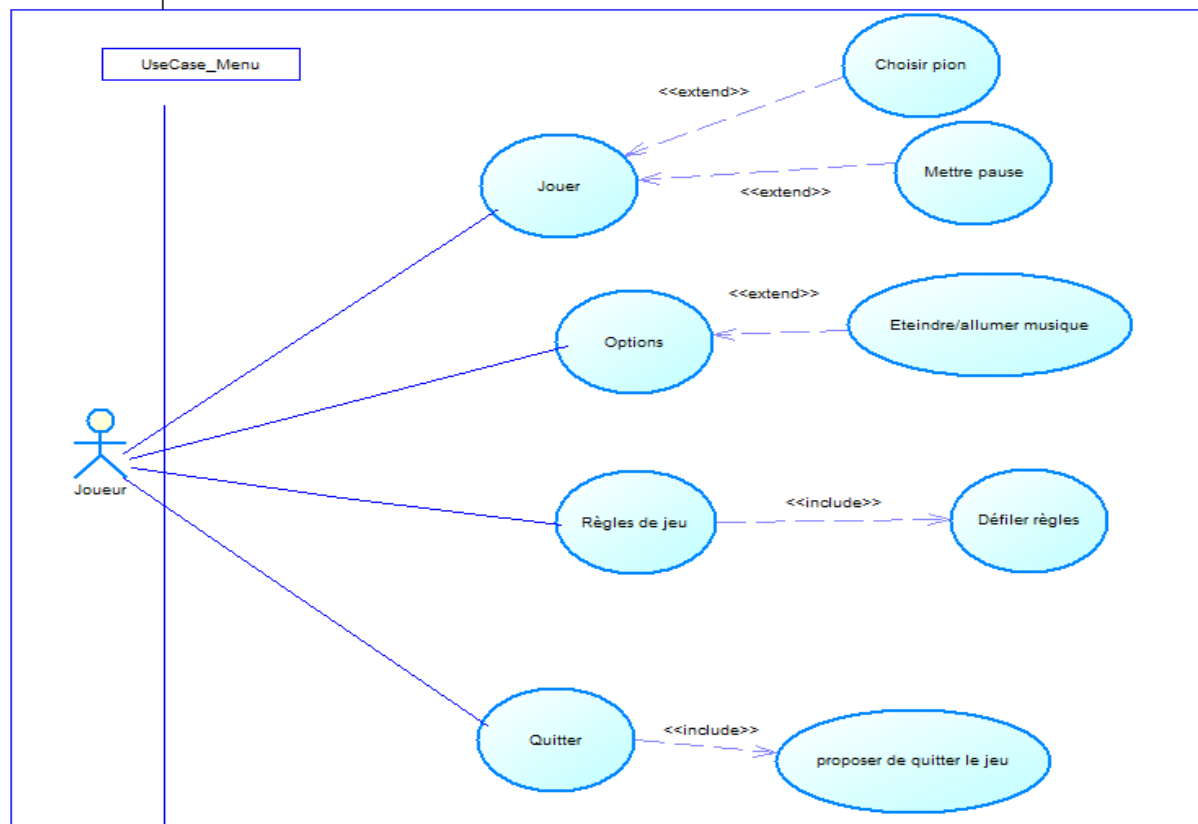 UseCase_Menu
Choisir pion
<<extend>>
Mettre pause
Jouer
<<extend>>
<<extend>>
Eteindre/allumer musique
Options
Joueur
<<include>>
Règles de jeu
Défiler règles
<<include>>
Quitter
proposer de quitter le jeu